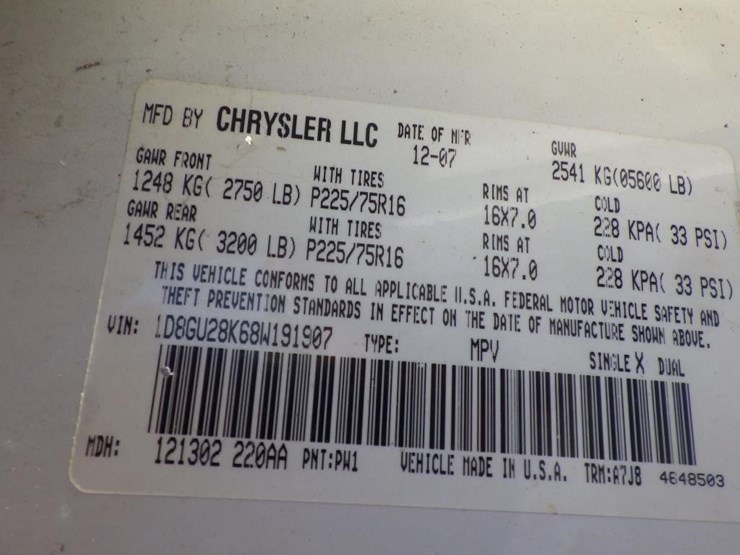 MFD BY CHRYSLER LLC DATE OF MFR GVWR
12-07 2541 KG(05600 LB)
GAWR FRONT WITH TIRES RIMS AT COLD
1248 KG( 2750 LB) P225/75R16 16X7.0 228 KPA( 33 PSI)
GAWR REAR WITH TIRES RIMS AT COLD
1452 KG( 3200 LB) P225/75R16 16X7.0 228 KPA( 33 PSI)
THIS VEHICLE CONFORMS TO ALL APPLICABLE U.S.A. FEDERAL MOTOR VEHICLE SAFETY AND
THEFT PREVENTION STANDARDS IN EFFECT ON THE DATE OF MANUFACTURE SHOWN ABOVE.
VIN: 1D8GU28K68W191907 TYPE: MPV SINGLE X DUAL
MDH: 121302 220AA PNT:PW1 VEHICLE MADE IN U.S.A. TRM:A7J8 4648503